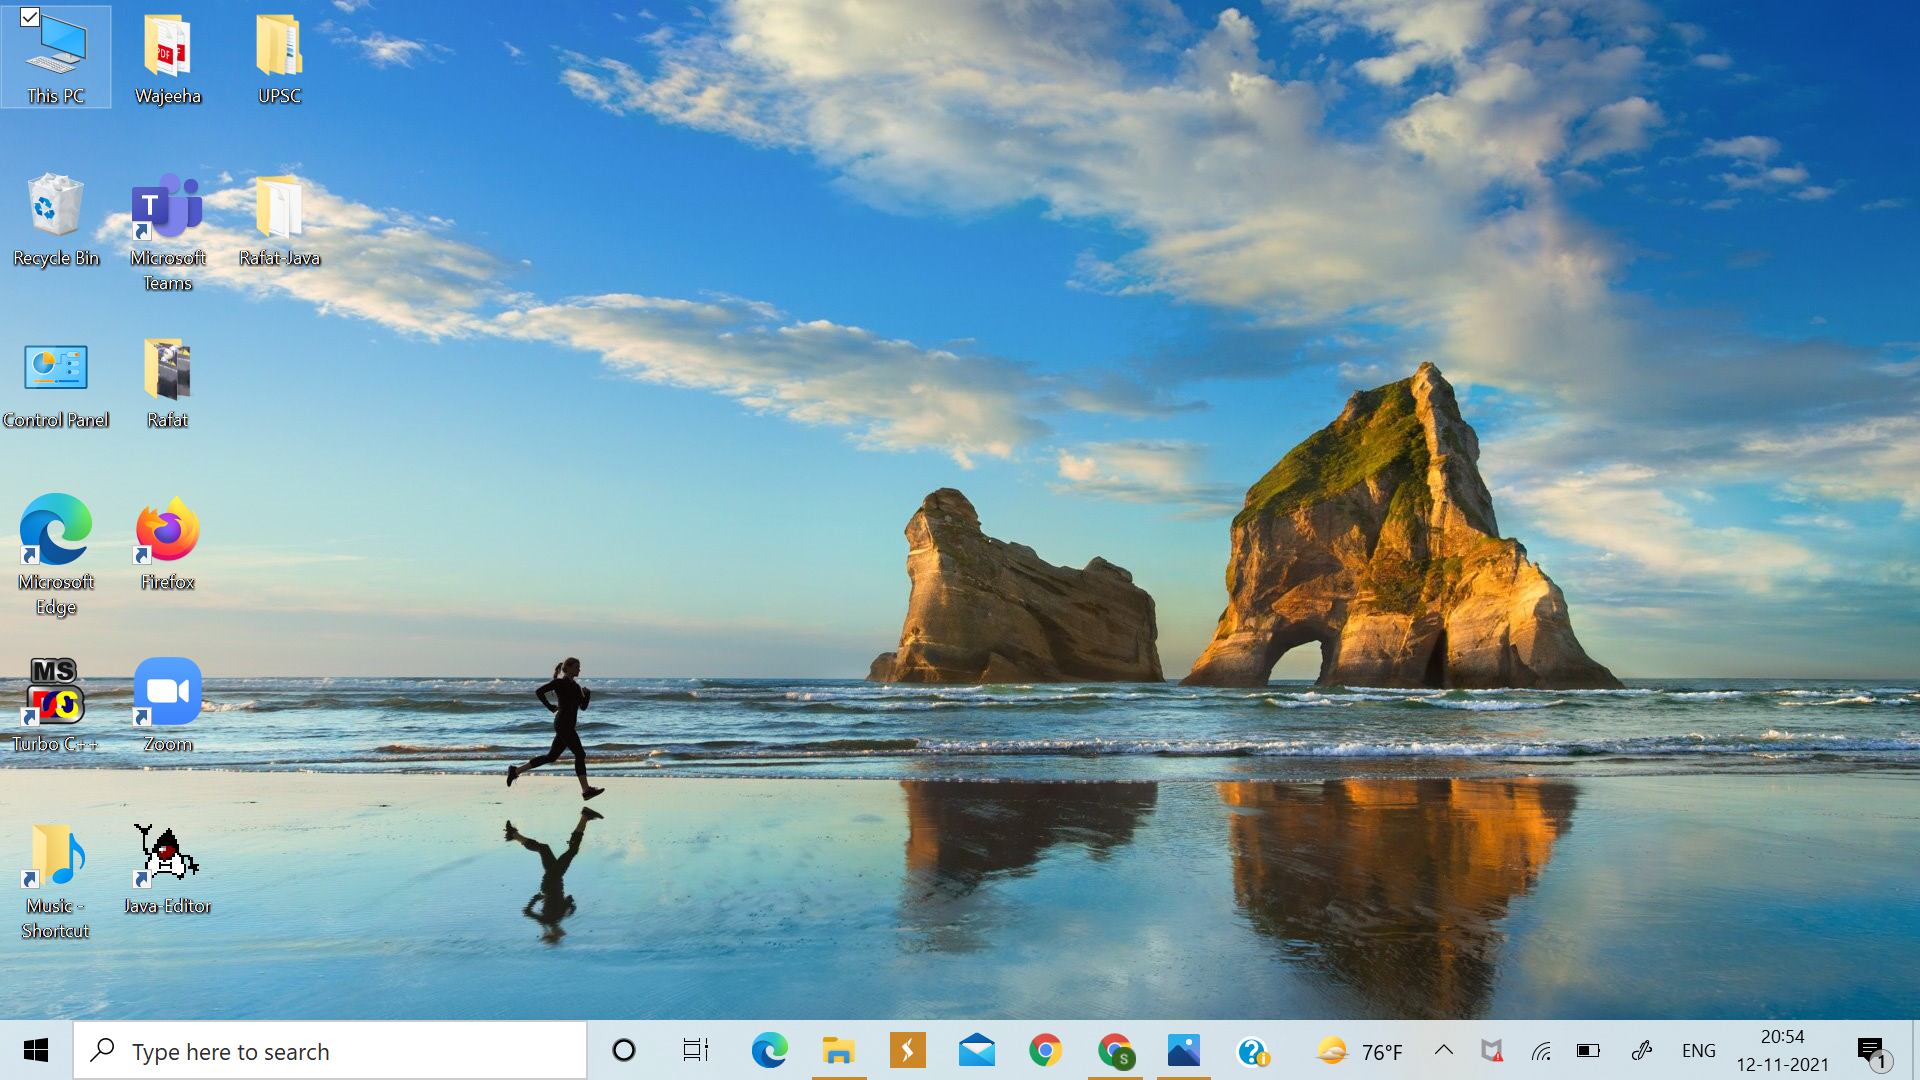 This PC
Wajeeha
UPSC
Recycle Bin
Microsoft
Teams
Rafat-Java
Control Panel
Rafat
Microsoft
Edge
Firefox
MS
Turbo C++
Zoom
Music -
Shortcut
Java-Editor
Type here to search
76°F
ENG
20:54
12-11-2021
1